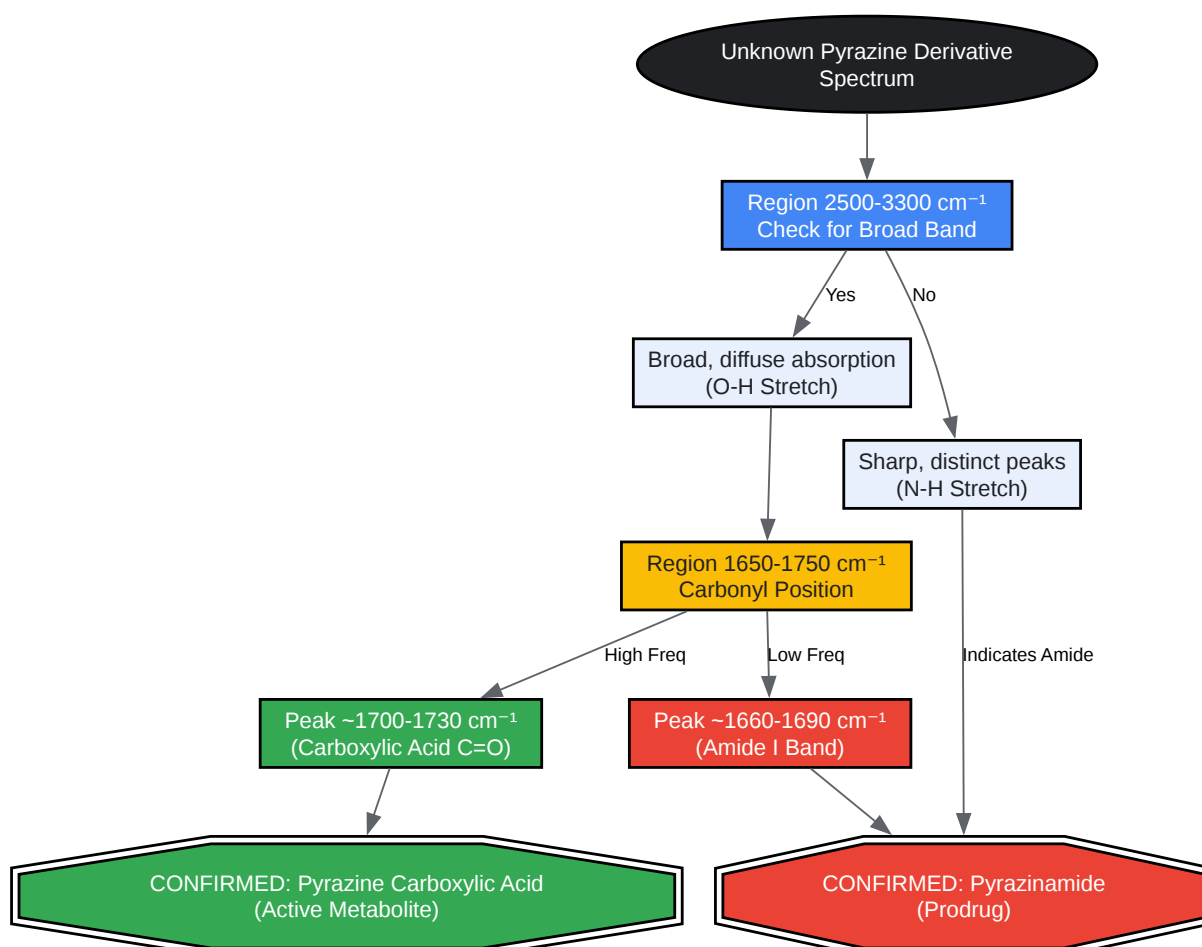 Unknown Pyrazine Derivative
Spectrum
Region 2500-3300 cm⁻¹
Check for Broad Band
Yes
No
Broad, diffuse absorption
(O-H Stretch)
Sharp, distinct peaks
(N-H Stretch)
Region 1650-1750 cm⁻¹
Carbonyl Position
High Freq
Low Freq
Indicates Amide
Peak ~1700-1730 cm⁻¹
(Carboxylic Acid C=O)
Peak ~1660-1690 cm⁻¹
(Amide I Band)
CONFIRMED: Pyrazine Carboxylic Acid
(Active Metabolite)
CONFIRMED: Pyrazinamide
(Prodrug)